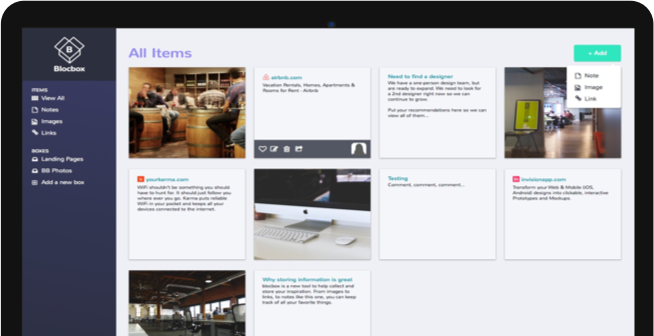 B
Blocbox
ITEMS
View All
Notes
Images
Links
BOXES
Landing Pages
BB Photos
Add a new box
All Items
+ Add
Note
Image
Link
airbnb.com
Vacation Rentals, Homes, Apartments &
Rooms for Rent - Airbnb
Need to find a designer
We have a one-person design team, but
are ready to expand. We need to look for
a 2nd designer right now so we can
continue to grow.
Put your recommendations here so we can
view all of them...
yourkarma.com
WiFi shouldn't be something you should
have to hunt for. It should just follow you
where ever you go. Karma puts reliable
WiFi in your pocket and keeps all your
devices connected to the internet.
Testing
Comment, comment, comment...
invisionapp.com
Transform your Web & Mobile (iOS,
Android) designs into clickable, interactive
Prototypes and Mockups.
Why storing information is great
blocbox is a new tool to help collect and
store your inspiration. From images to
links, to notes like this one, you can keep
track of all your favorite things.